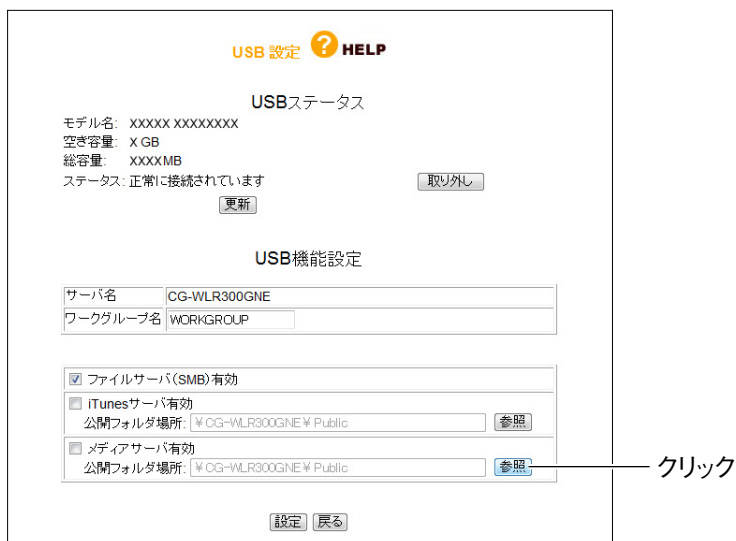 USB 設定 ? HELP
USBステータス
モデル名: XXXXX XXXXXXXX
空き容量: X GB
総容量: XXXXMB
ステータス: 正常に接続されています 取り外し
更新
USB機能設定
サーバ名 CG-WLR300GNE
ワークグループ名 WORKGROUP
ファイルサーバ(SMB)有効
iTunesサーバ有効
公開フォルダ場所: ¥CG-WLR300GNE¥Public 参照
メディアサーバ有効
公開フォルダ場所: ¥CG-WLR300GNE¥Public 参照 クリック
設定 戻る